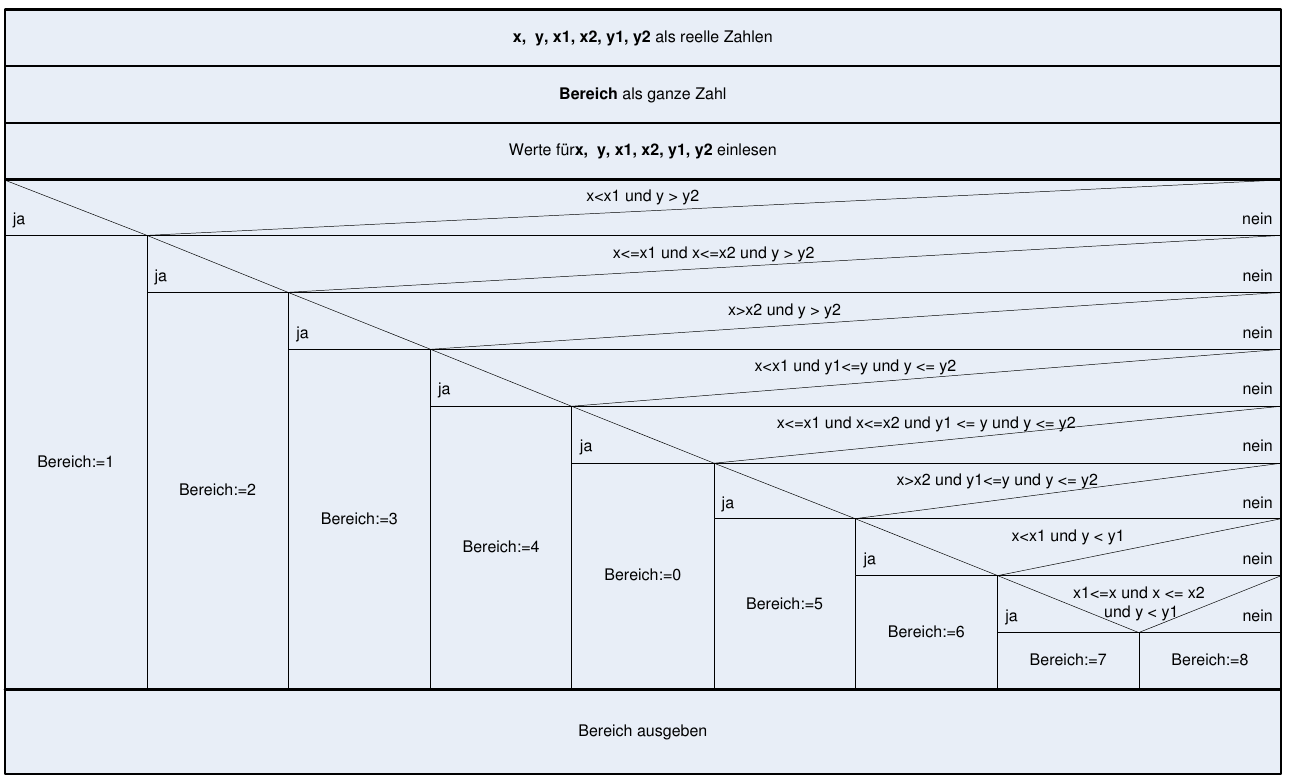 x, y, x1, x2, y1, y2 als reelle Zahlen
Bereich als ganze Zahl
Werte fürx, y, x1, x2, y1, y2 einlesen
x<x1 und y > y2
ja
nein
x<=x1 und x<=x2 und y > y2
ja
nein
x>x2 und y > y2
ja
nein
x<x1 und y1<=y und y <= y2
ja
nein
x<=x1 und x<=x2 und y1 <= y und y <= y2
ja
nein
x>x2 und y1<=y und y <= y2
ja
nein
x<x1 und y < y1
ja
nein
x1<=x und x <= x2
und y < y1
ja
nein
Bereich:=1
Bereich:=2
Bereich:=3
Bereich:=4
Bereich:=0
Bereich:=5
Bereich:=6
Bereich:=7
Bereich:=8
Bereich ausgeben